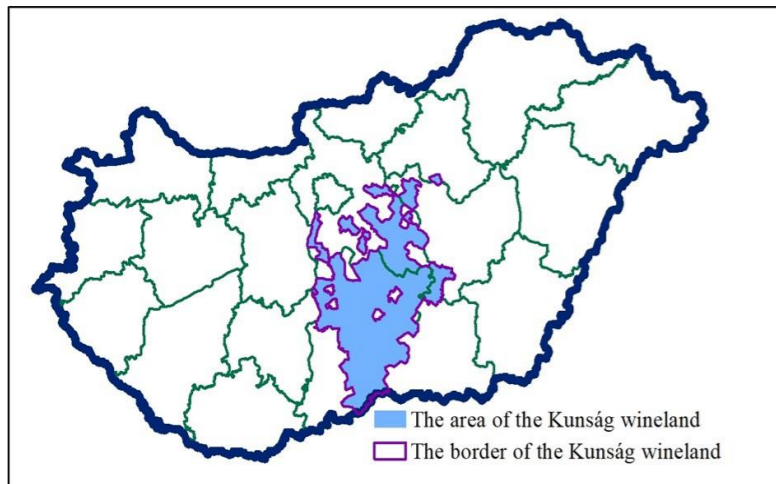 The area of the Kunság wineland
The border of the Kunság wineland